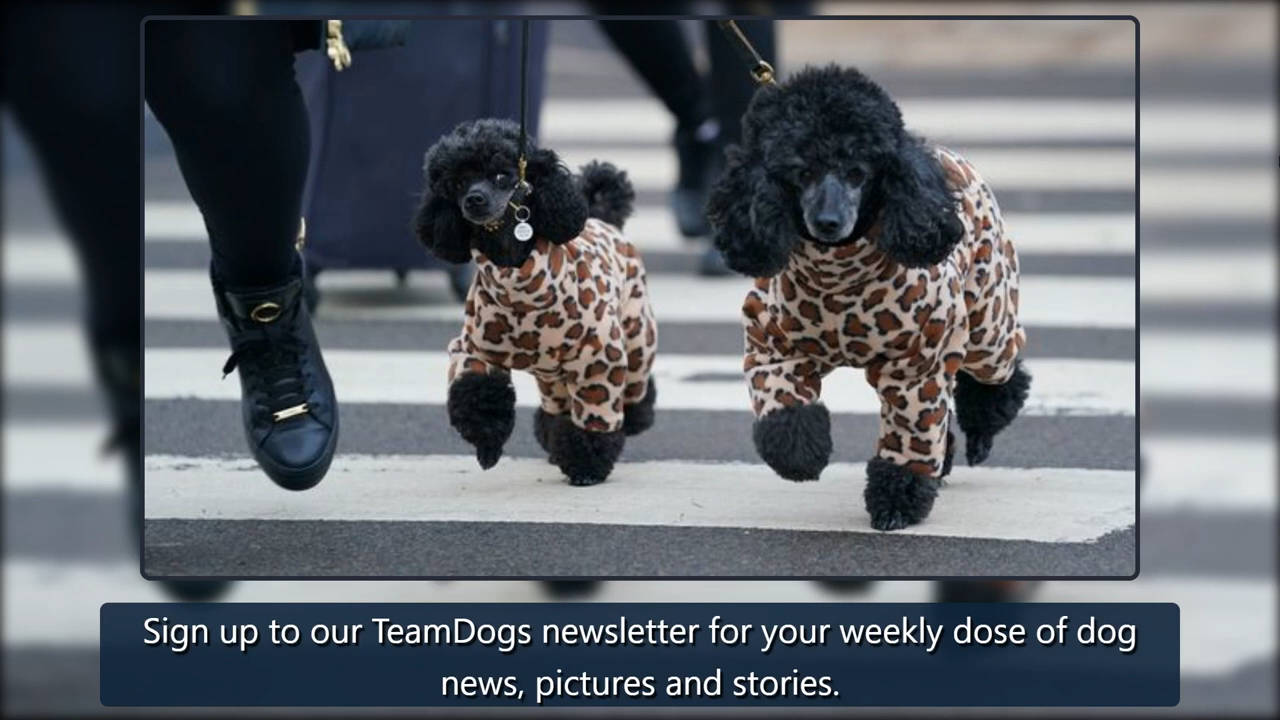 Sign up to our TeamDogs newsletter for your weekly dose of dog
news, pictures and stories.